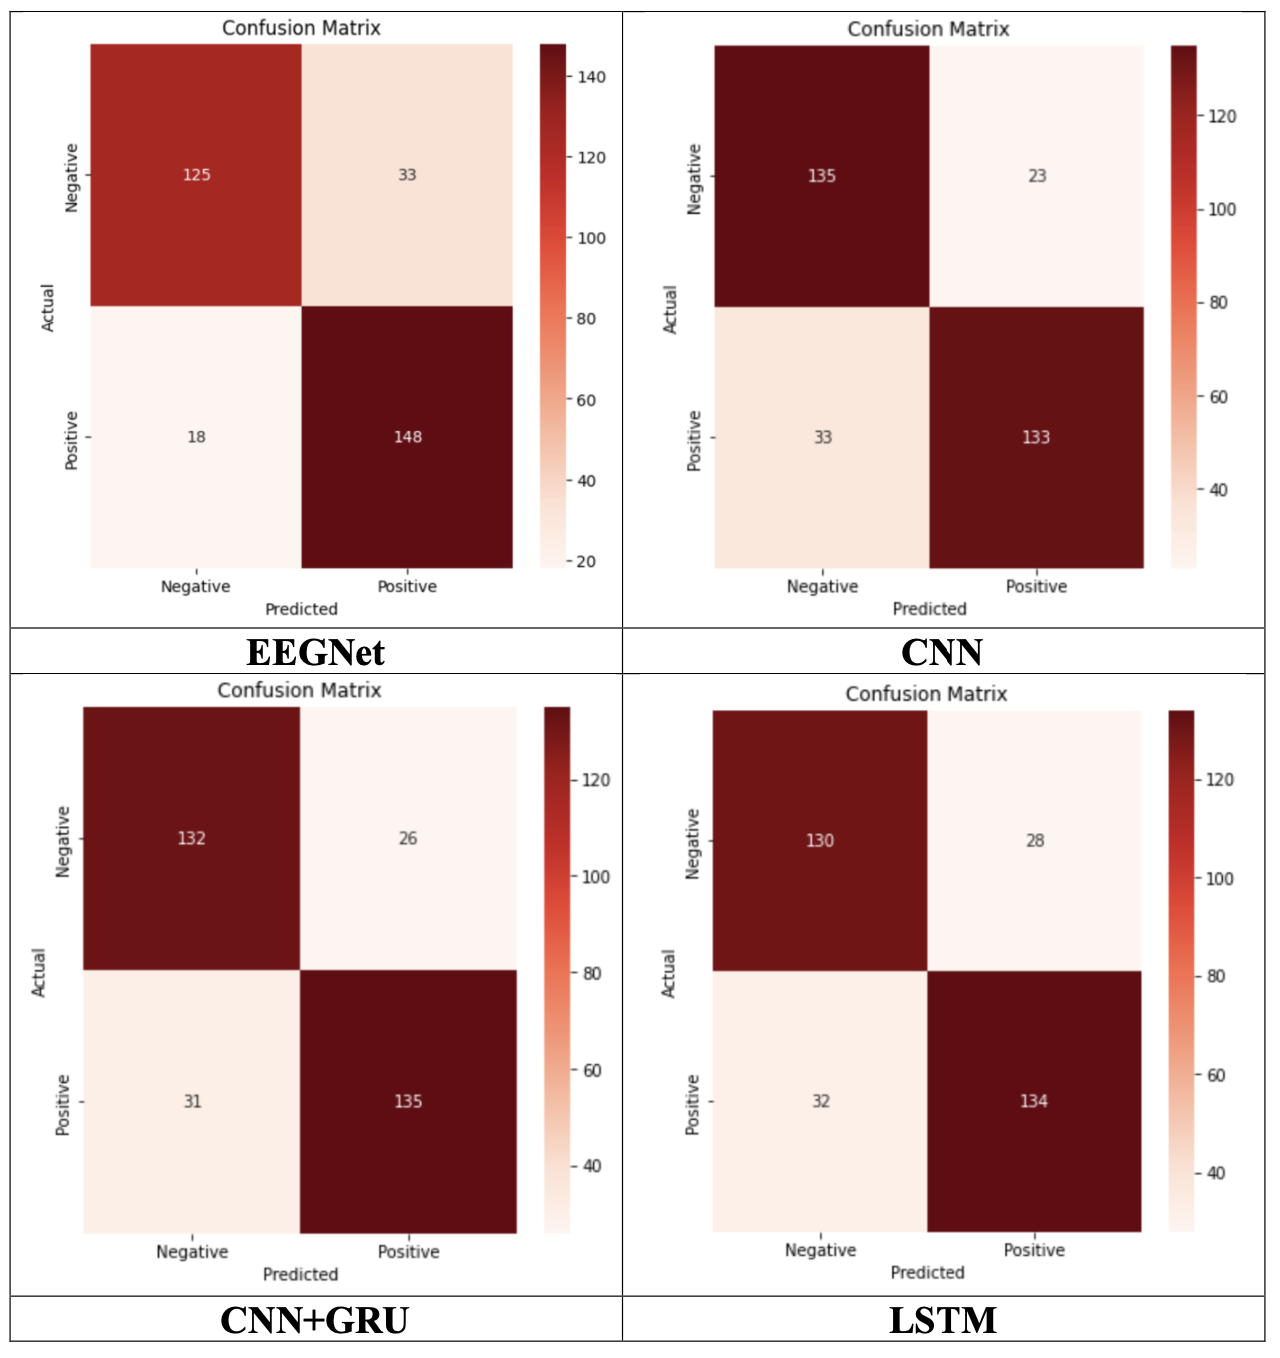 Confusion Matrix
Negative
125
33
Actual
Positive
18
148
Negative
Positive
Predicted
140
120
100
80
60
40
20
EEGNet
Confusion Matrix
Negative
135
23
Actual
Positive
33
133
Negative
Positive
Predicted
120
100
80
60
40
CNN
Confusion Matrix
Negative
132
26
Actual
Positive
31
135
Negative
Positive
Predicted
120
100
80
60
40
CNN+GRU
Confusion Matrix
Negative
130
28
Actual
Positive
32
134
Negative
Positive
Predicted
120
100
80
60
40
LSTM